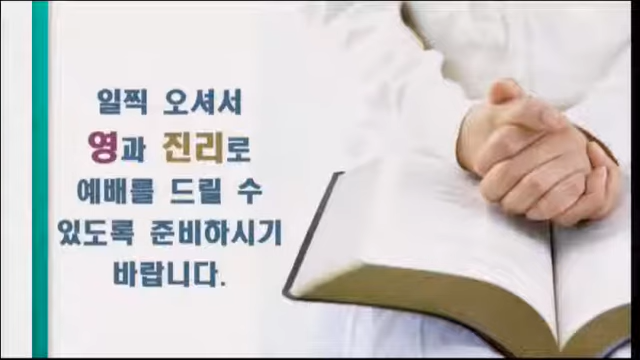 일찍 오셔서
영과 진리로
예배를 드릴 수
있도록 준비하시기
바랍니다.